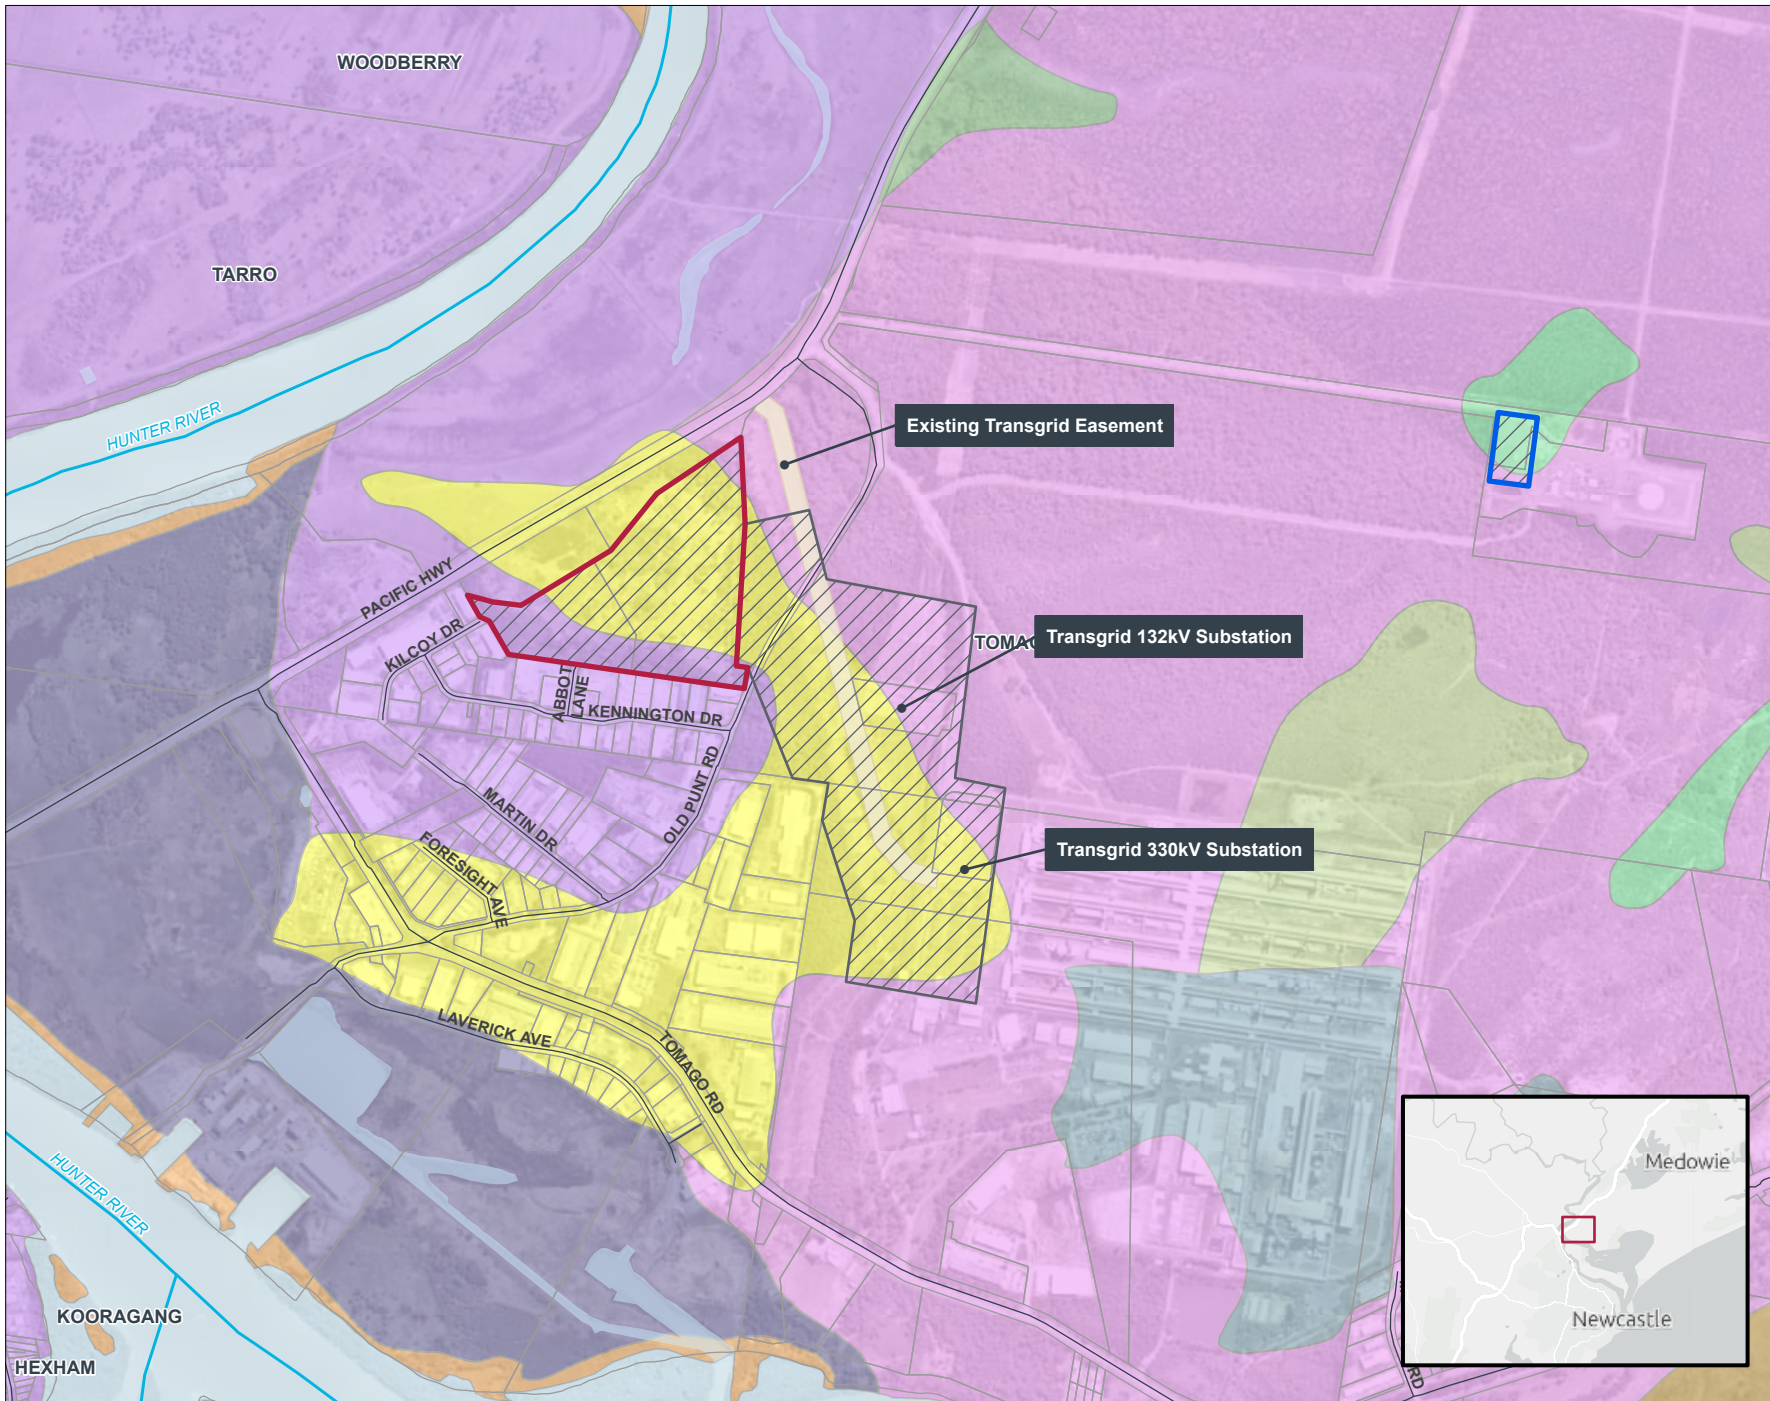 WOODBERRY
TARRO
HUNTER RIVER
Existing Transgrid Easement
PACIFIC HWY
KILCOY DR
Transgrid 132kV Substation
ABBOT
LANE
KENNINGTON DR
OLD PUNT RD
MARTIN DR
FORESIGHT
AVE
Transgrid 330kV Substation
LAVERICK AVE
TOMAGO RD
HUNTER RIVER
KOORAGANG
HEXHAM
Medowie
Newcastle
RD